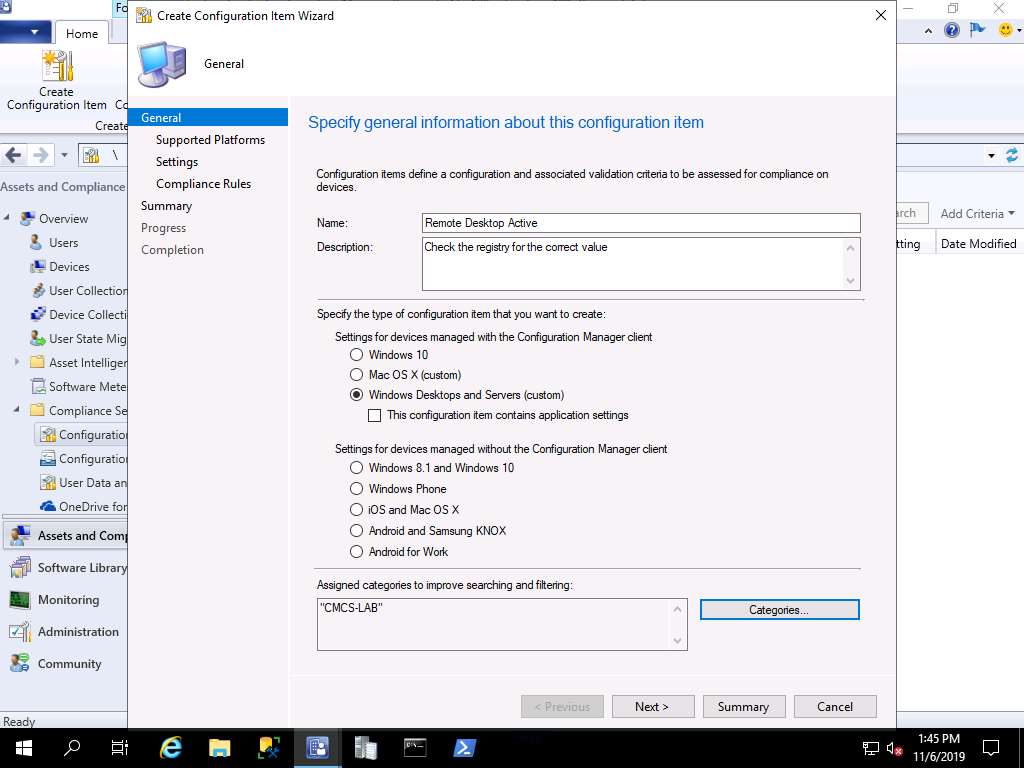 Create Configuration Item Wizard
Home
Create
Configuration Item
Create
General
General
Supported Platforms
Settings
Compliance Rules
Summary
Progress
Completion
Specify general information about this configuration item
Configuration items define a configuration and associated validation criteria to be assessed for compliance on
devices.
Name:
Remote Desktop Active
Description:
Check the registry for the correct value
Specify the type of configuration item that you want to create:
Settings for devices managed with the Configuration Manager client
Windows 10
Mac OS X (custom)
Windows Desktops and Servers (custom)
This configuration item contains application settings
Settings for devices managed without the Configuration Manager client
Windows 8.1 and Windows 10
Windows Phone
iOS and Mac OS X
Android and Samsung KNOX
Android for Work
Assigned categories to improve searching and filtering:
"CMCS-LAB"
Categories...
< Previous
Next >
Summary
Cancel
\
Assets and Compliance
Overview
Users
Devices
User Collection
Device Collecti
User State Mig
Asset Intelliger
Software Mete
Compliance Se
Configuration
Configuration
User Data an
OneDrive for
Assets and Comp
Software Library
Monitoring
Administration
Community
Ready
arch
Add Criteria
tting
Date Modified
1:45 PM
11/6/2019